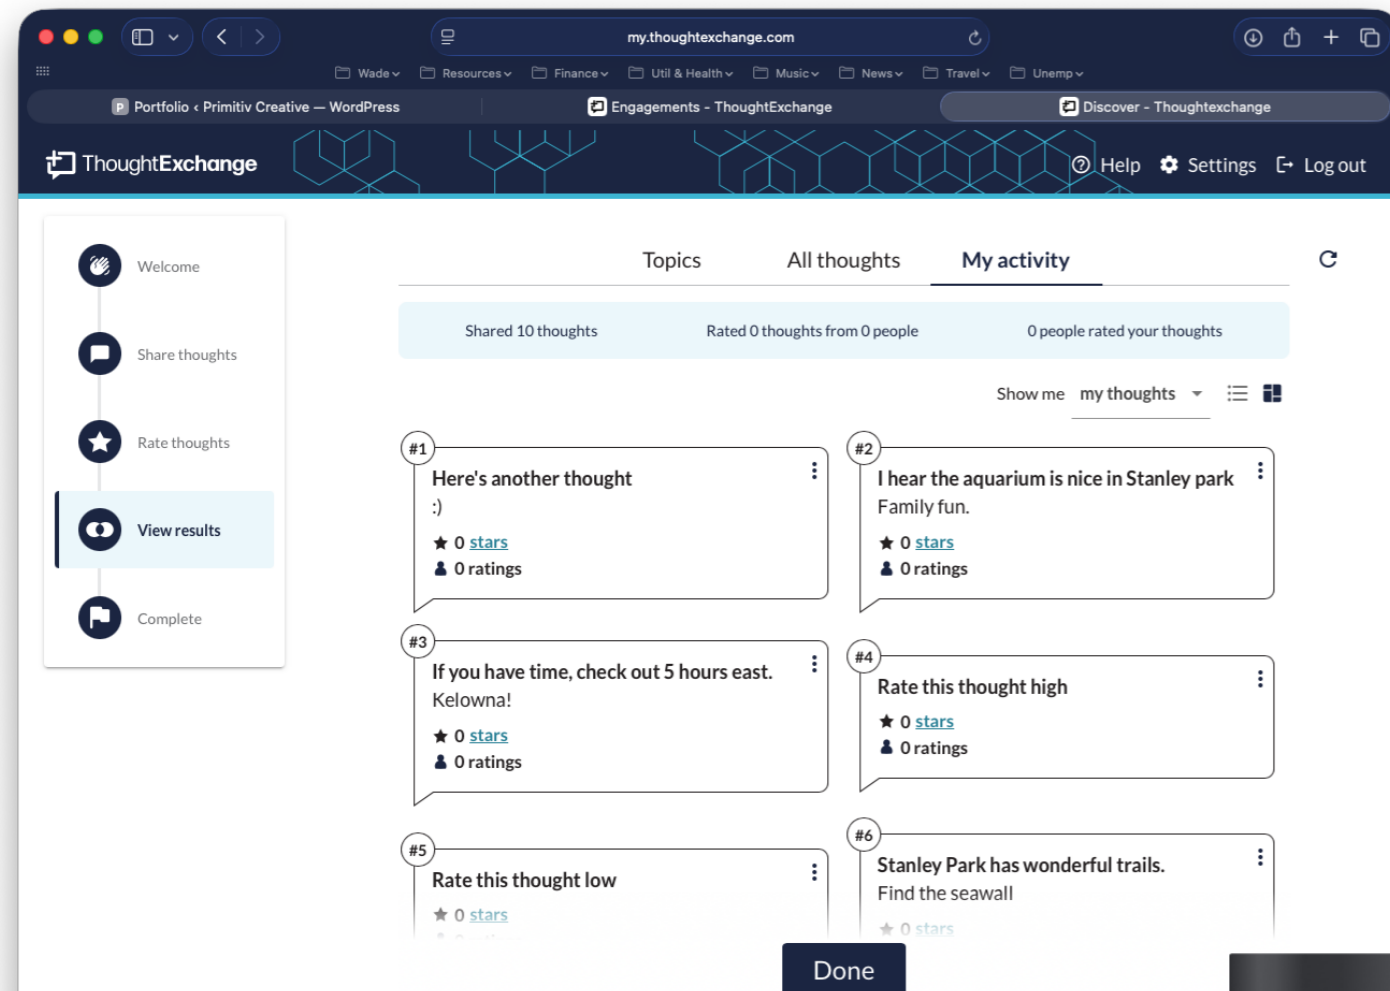 my.thoughtexchange.com
Wade Resources Finance Util & Health Music News Travel Unemp
P Portfolio ‹ Primitiv Creative — WordPress Engagements - ThoughtExchange Discover - Thoughtexchange
ThoughtExchange Help Settings Log out
Welcome
Share thoughts
Rate thoughts
View results
Complete
Topics All thoughts My activity
Shared 10 thoughts Rated 0 thoughts from 0 people 0 people rated your thoughts
Show me my thoughts
#1
Here's another thought
:)
0 stars
0 ratings
#2
I hear the aquarium is nice in Stanley park
Family fun.
0 stars
0 ratings
#3
If you have time, check out 5 hours east.
Kelowna!
0 stars
0 ratings
#4
Rate this thought high
0 stars
0 ratings
#5
Rate this thought low
0 stars
#6
Stanley Park has wonderful trails.
Find the seawall
0 stars
Done